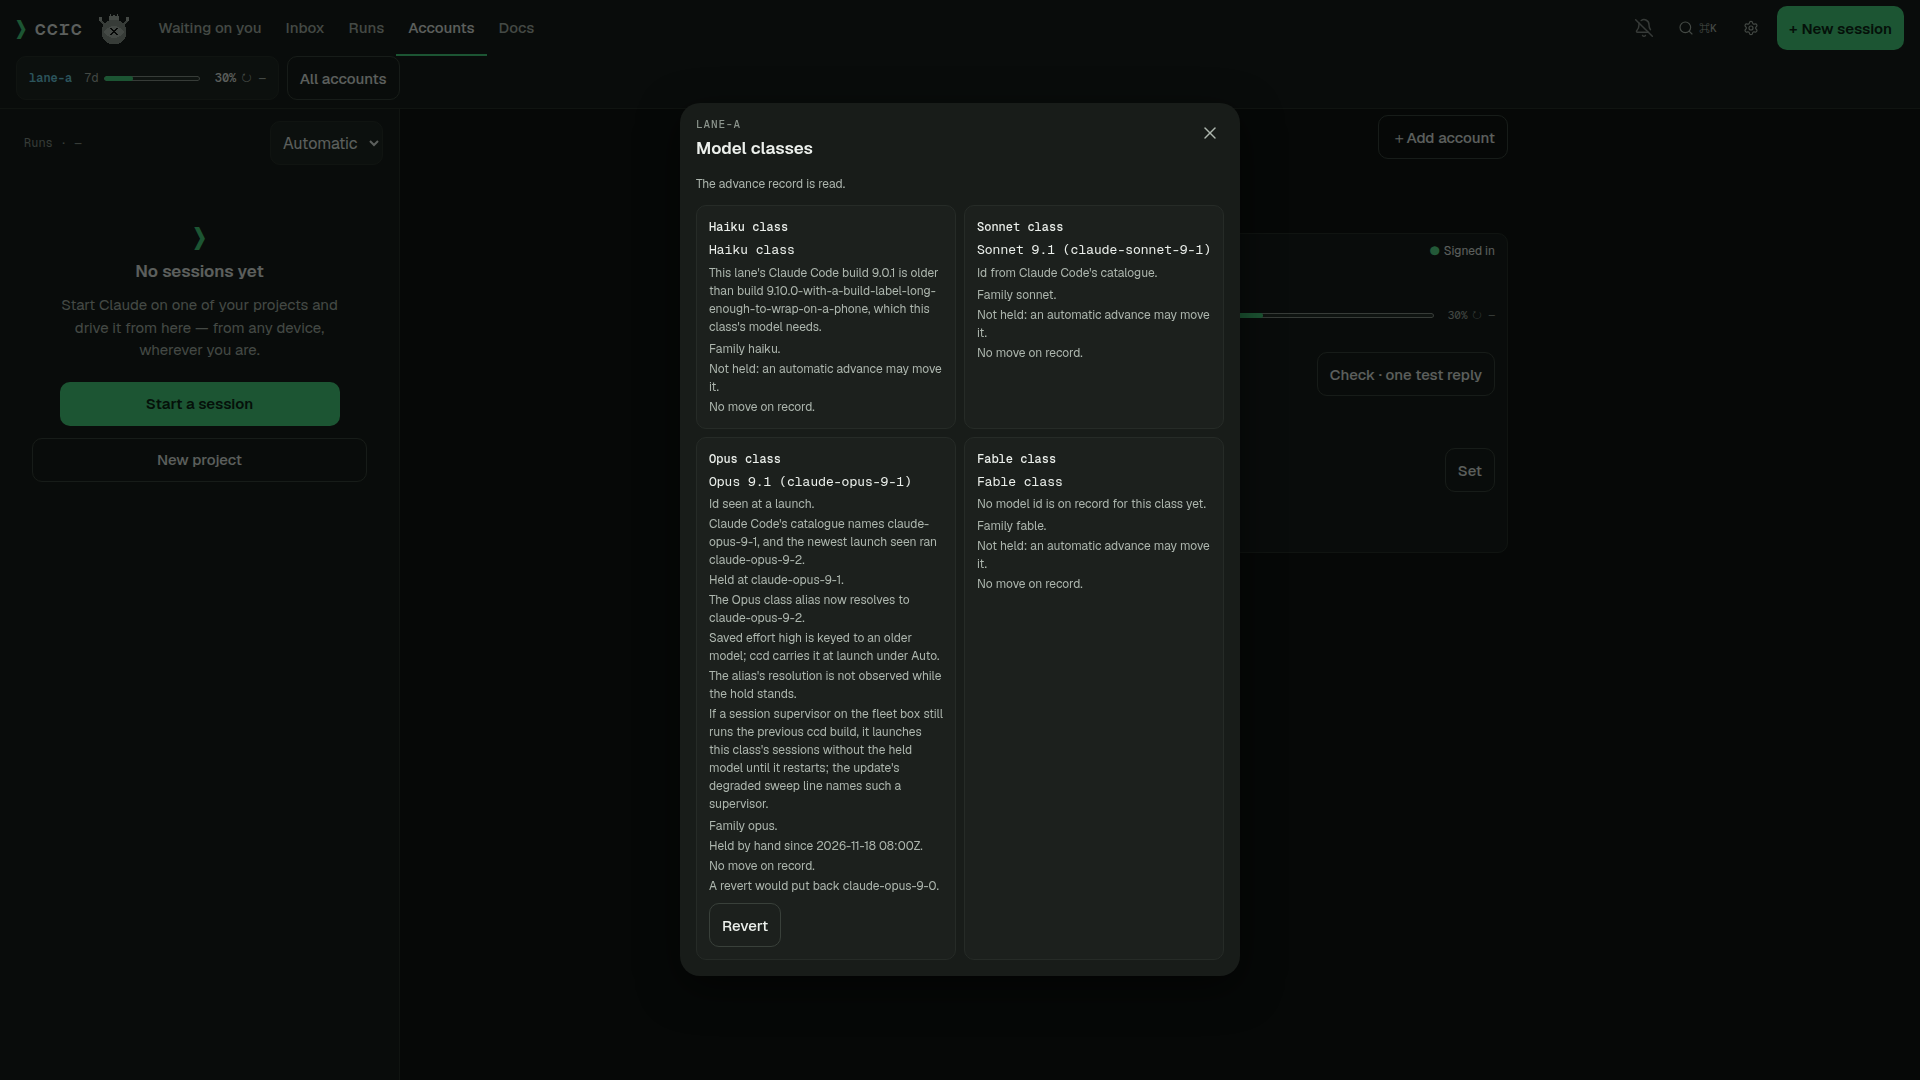 ccrc
Waiting on you
Inbox
Runs
Accounts
Docs
⌘K
+ New session
lane-a 7d 30% –
All accounts
Runs · –
Automatic
+ Add account
No sessions yet
Start Claude on one of your projects and
drive it from here — from any device,
wherever you are.
Start a session
New project
LANE-A
Model classes
The advance record is read.
Haiku class
Haiku class
This lane's Claude Code build 9.0.1 is older
than build 9.10.0-with-a-build-label-long-
enough-to-wrap-on-a-phone, which this
class's model needs.
Family haiku.
Not held: an automatic advance may move
it.
No move on record.
Sonnet class
Sonnet 9.1 (claude-sonnet-9-1)
Id from Claude Code's catalogue.
Family sonnet.
Not held: an automatic advance may move
it.
No move on record.
Opus class
Opus 9.1 (claude-opus-9-1)
Id seen at a launch.
Claude Code's catalogue names claude-
opus-9-1, and the newest launch seen ran
claude-opus-9-2.
Held at claude-opus-9-1.
The Opus class alias now resolves to
claude-opus-9-2.
Saved effort high is keyed to an older
model; ccd carries it at launch under Auto.
The alias's resolution is not observed while
the hold stands.
If a session supervisor on the fleet box still
runs the previous ccd build, it launches
this class's sessions without the held
model until it restarts; the update's
degraded sweep line names such a
supervisor.
Family opus.
Held by hand since 2026-11-18 08:00Z.
No move on record.
A revert would put back claude-opus-9-0.
Revert
Fable class
Fable class
No model id is on record for this class yet.
Family fable.
Not held: an automatic advance may move
it.
No move on record.
Signed in
30% –
Check · one test reply
Set